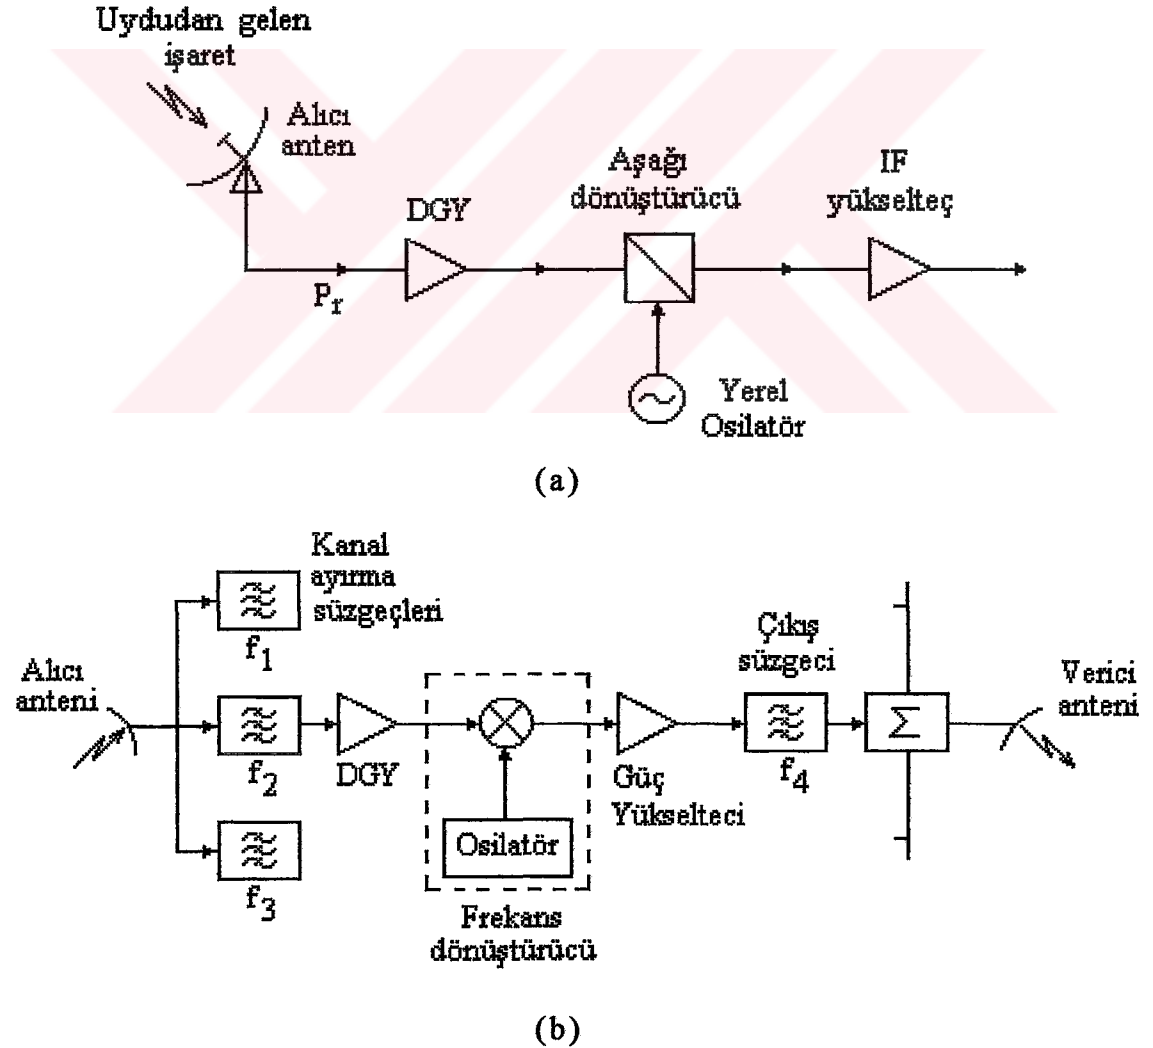 Uydudan gelen
işaret
Alıcı
anten
DGY
Aşağı
dönüştürücü
IF
yükselteç
Pr
Yerel
Osilatör
(a)
Kanal
ayırma
süzgeçleri
f1
Alıcı
anteni
f2
DGY
f3
Osilatör
Frekans
dönüştürücü
Güç
Yükselteci
Çıkış
süzgeci
f4
Σ
Verici
anteni
(b)